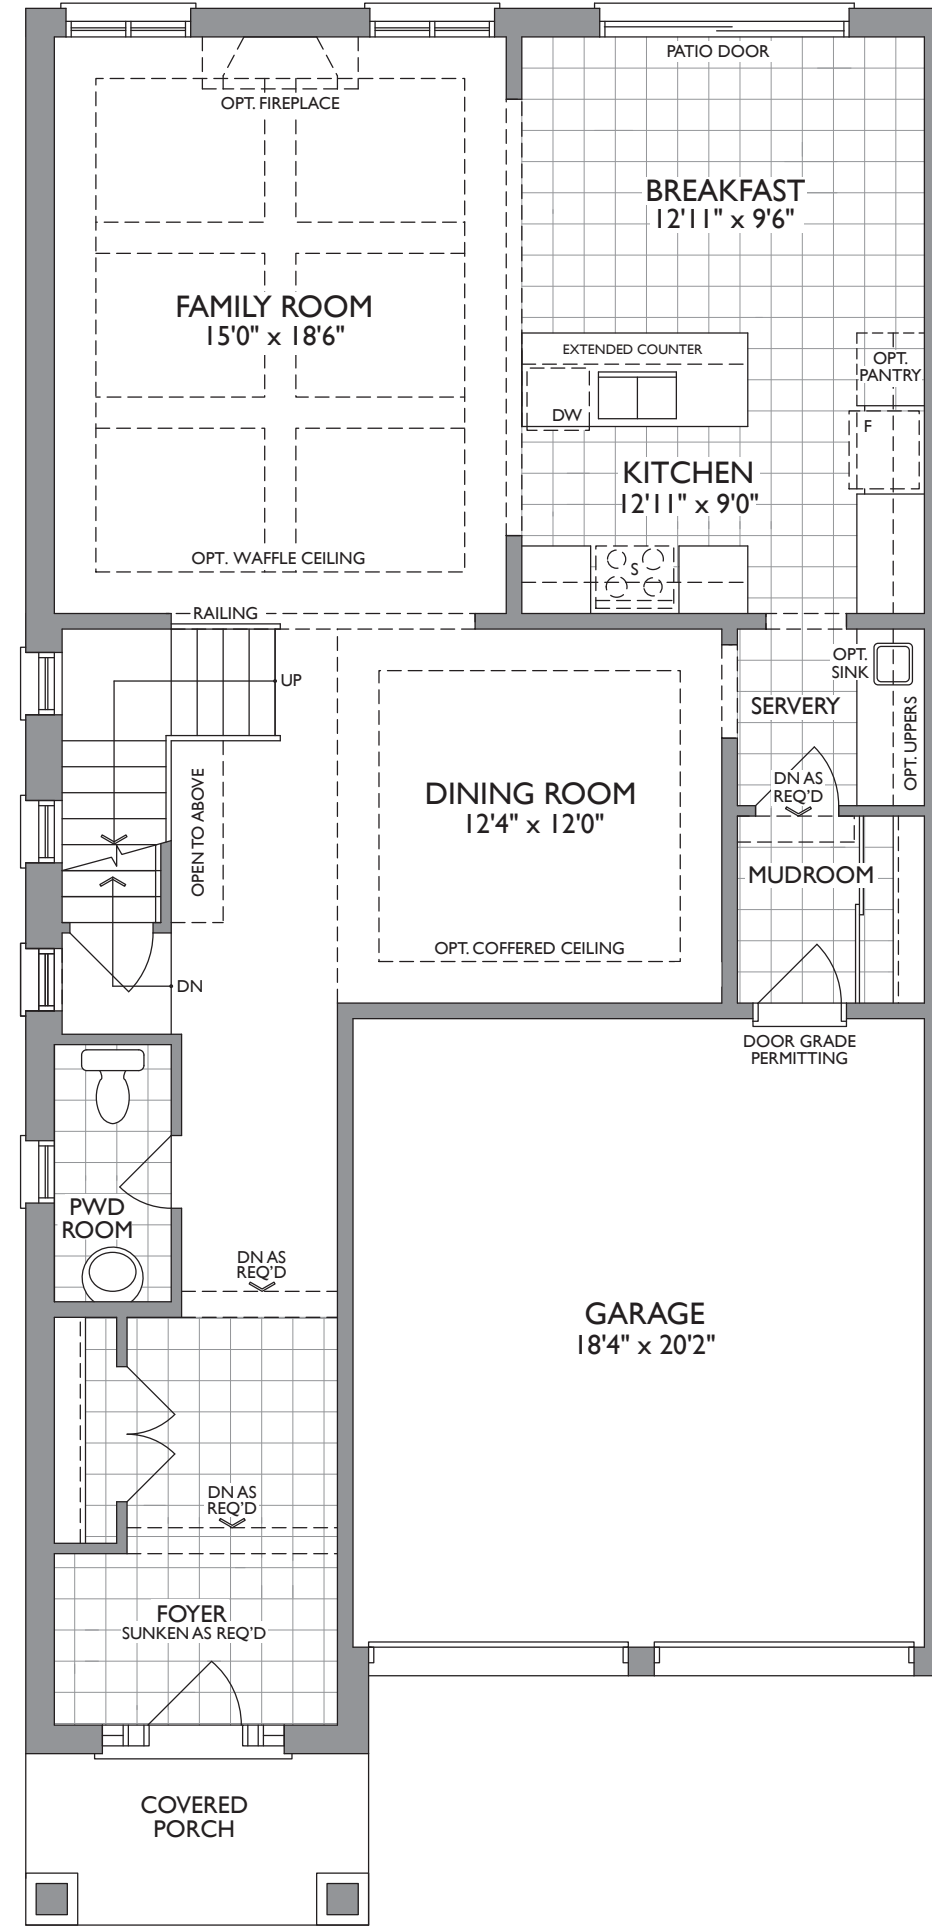 PATIO DOOR
OPT. FIREPLACE
BREAKFAST
12'11" x 9'6"
FAMILY ROOM
15'0" x 18'6"
EXTENDED COUNTER
OPT.
PANTRY
DW
F
KITCHEN
12'11" x 9'0"
OPT. WAFFLE CEILING
S
RAILING
UP
OPT.
SINK
SERVERY
OPT. UPPERS
DN AS
REQ'D
OPEN TO ABOVE
DINING ROOM
12'4" x 12'0"
MUDROOM
OPT. COFFERED CEILING
DN
DOOR GRADE
PERMITTING
PWD
ROOM
DN AS
REQ'D
GARAGE
18'4" x 20'2"
DN AS
REQ'D
FOYER
SUNKEN AS REQ'D
COVERED
PORCH